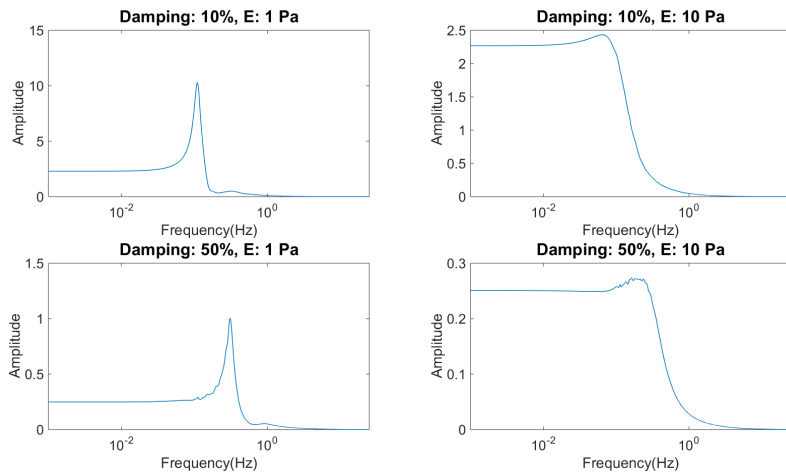 Damping: 10%, E: 1 Pa
15
10
5
0
Amplitude
10^-2
10^0
Frequency(Hz)
Damping: 10%, E: 10 Pa
2.5
2
1.5
1
0.5
0
Amplitude
10^-2
10^0
Frequency(Hz)
Damping: 50%, E: 1 Pa
1.5
1
0.5
0
Amplitude
10^-2
10^0
Frequency(Hz)
Damping: 50%, E: 10 Pa
0.3
0.2
0.1
0
Amplitude
10^-2
10^0
Frequency(Hz)